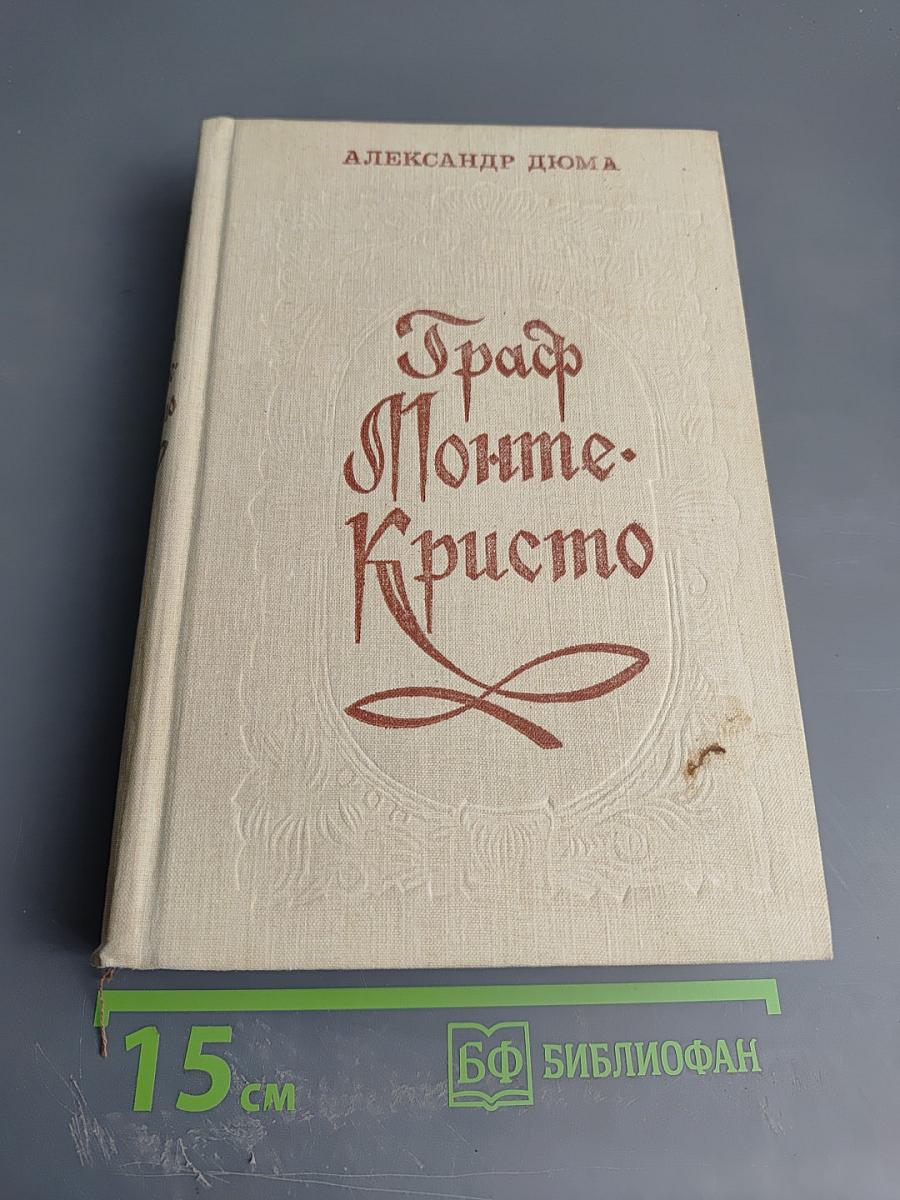 АЛЕКСАНДР ДЮМА
Граф
Монте-
Кристо
15 см
БФ БИБЛИОФАН